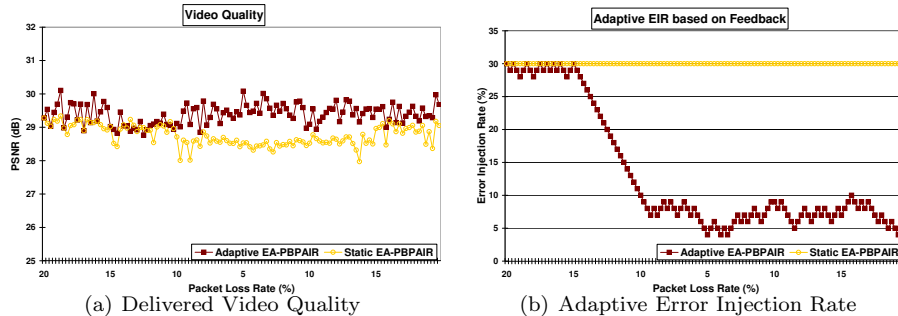 Video Quality
32
31
30
29
28
27
26
25
PSNR (dB)
Adaptive EA-PBPAIR
Static EA-PBPAIR
20 15 10 5 10 15
Packet Loss Rate (%)
(a) Delivered Video Quality
Adaptive EIR based on Feedback
35
30
25
20
15
10
5
0
Error Injection Rate (%)
Adaptive EA-PBPAIR
Static EA-PBPAIR
20 15 10 5 10 15
Packet Loss Rate (%)
(b) Adaptive Error Injection Rate